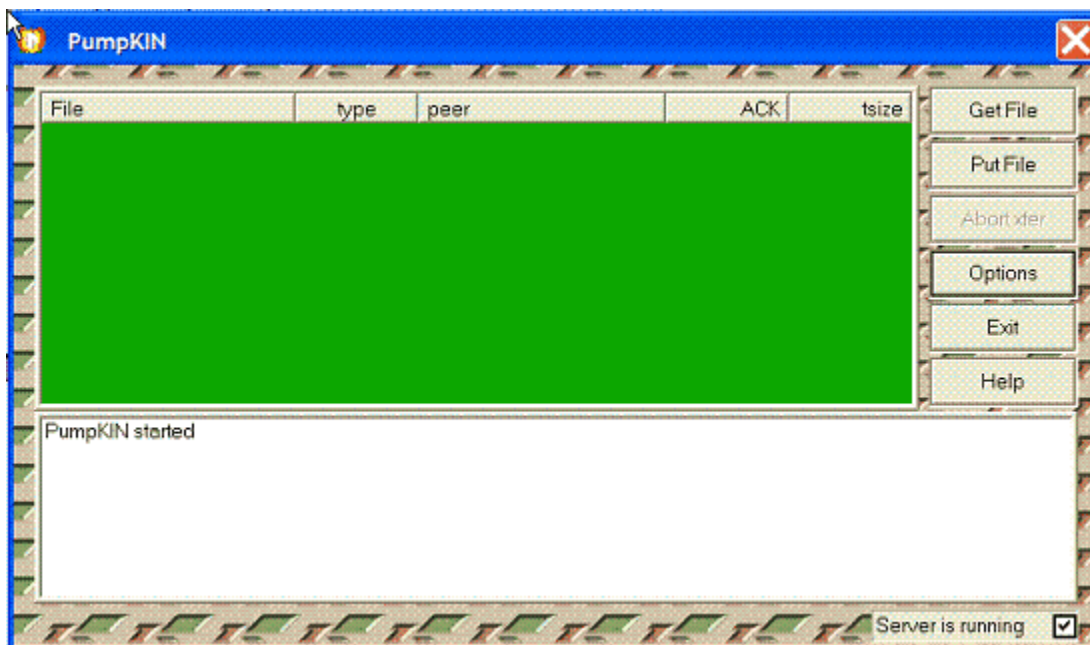 PumpKIN
File type peer ACK tsize
Get File
Put File
Abort xfer
Options
Exit
Help
PumpKIN started
Server is running